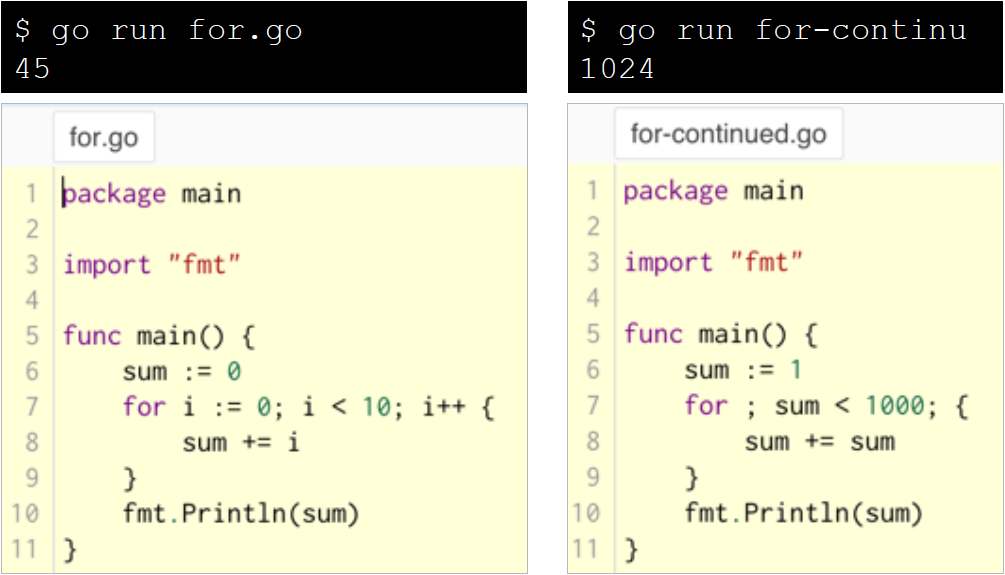 $ go run for.go
45
for.go
1 package main
2
3 import "fmt"
4
5 func main() {
6     sum := 0
7     for i := 0; i < 10; i++ {
8         sum += i
9     }
10     fmt.Println(sum)
11 }
$ go run for-continu
1024
for-continued.go
1 package main
2
3 import "fmt"
4
5 func main() {
6     sum := 1
7     for ; sum < 1000; {
8         sum += sum
9     }
10     fmt.Println(sum)
11 }